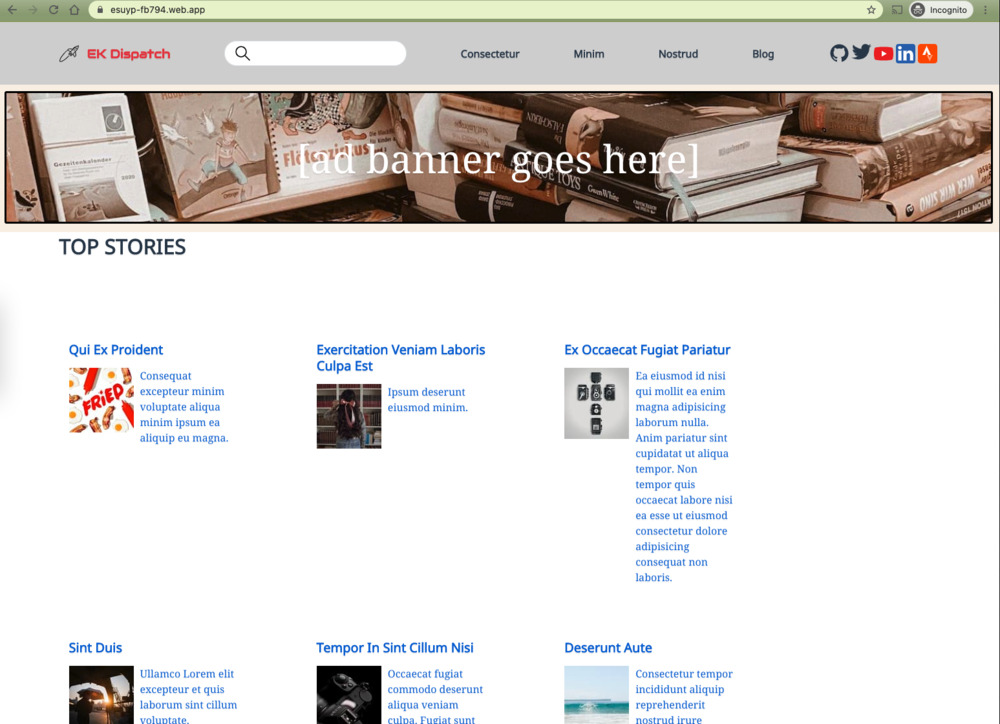 esuyp-fb794.web.app
Incognito
EK Dispatch
Consectetur
Minim
Nostrud
Blog
Gezeitenkalender
Flötenzirkus
FALSCHUNG
GwenWhite
WER WIND
[ad banner goes here]
TOP STORIES
Qui Ex Proident
FRiED
Consequat
excepteur minim
voluptate aliqua
minim ipsum ea
aliquip eu magna.
Exercitation Veniam Laboris
Culpa Est
Ipsum deserunt
eiusmod minim.
Ex Occaecat Fugiat Pariatur
Ea eiusmod id nisi
qui mollit ea enim
magna adipisicing
laborum nulla.
Anim pariatur sint
cupidatat ut aliqua
tempor. Non
tempor quis
occaecat labore nisi
ea esse ut eiusmod
consectetur dolore
adipisicing
consequat non
laboris.
Sint Duis
Ullamco Lorem elit
excepteur et quis
laborum sint cillum
voluptate.
Tempor In Sint Cillum Nisi
Occaecat fugiat
commodo deserunt
aliqua veniam
culpa. Fugiat sunt
Deserunt Aute
Consectetur tempor
incididunt aliquip
reprehenderit
nostrud irure